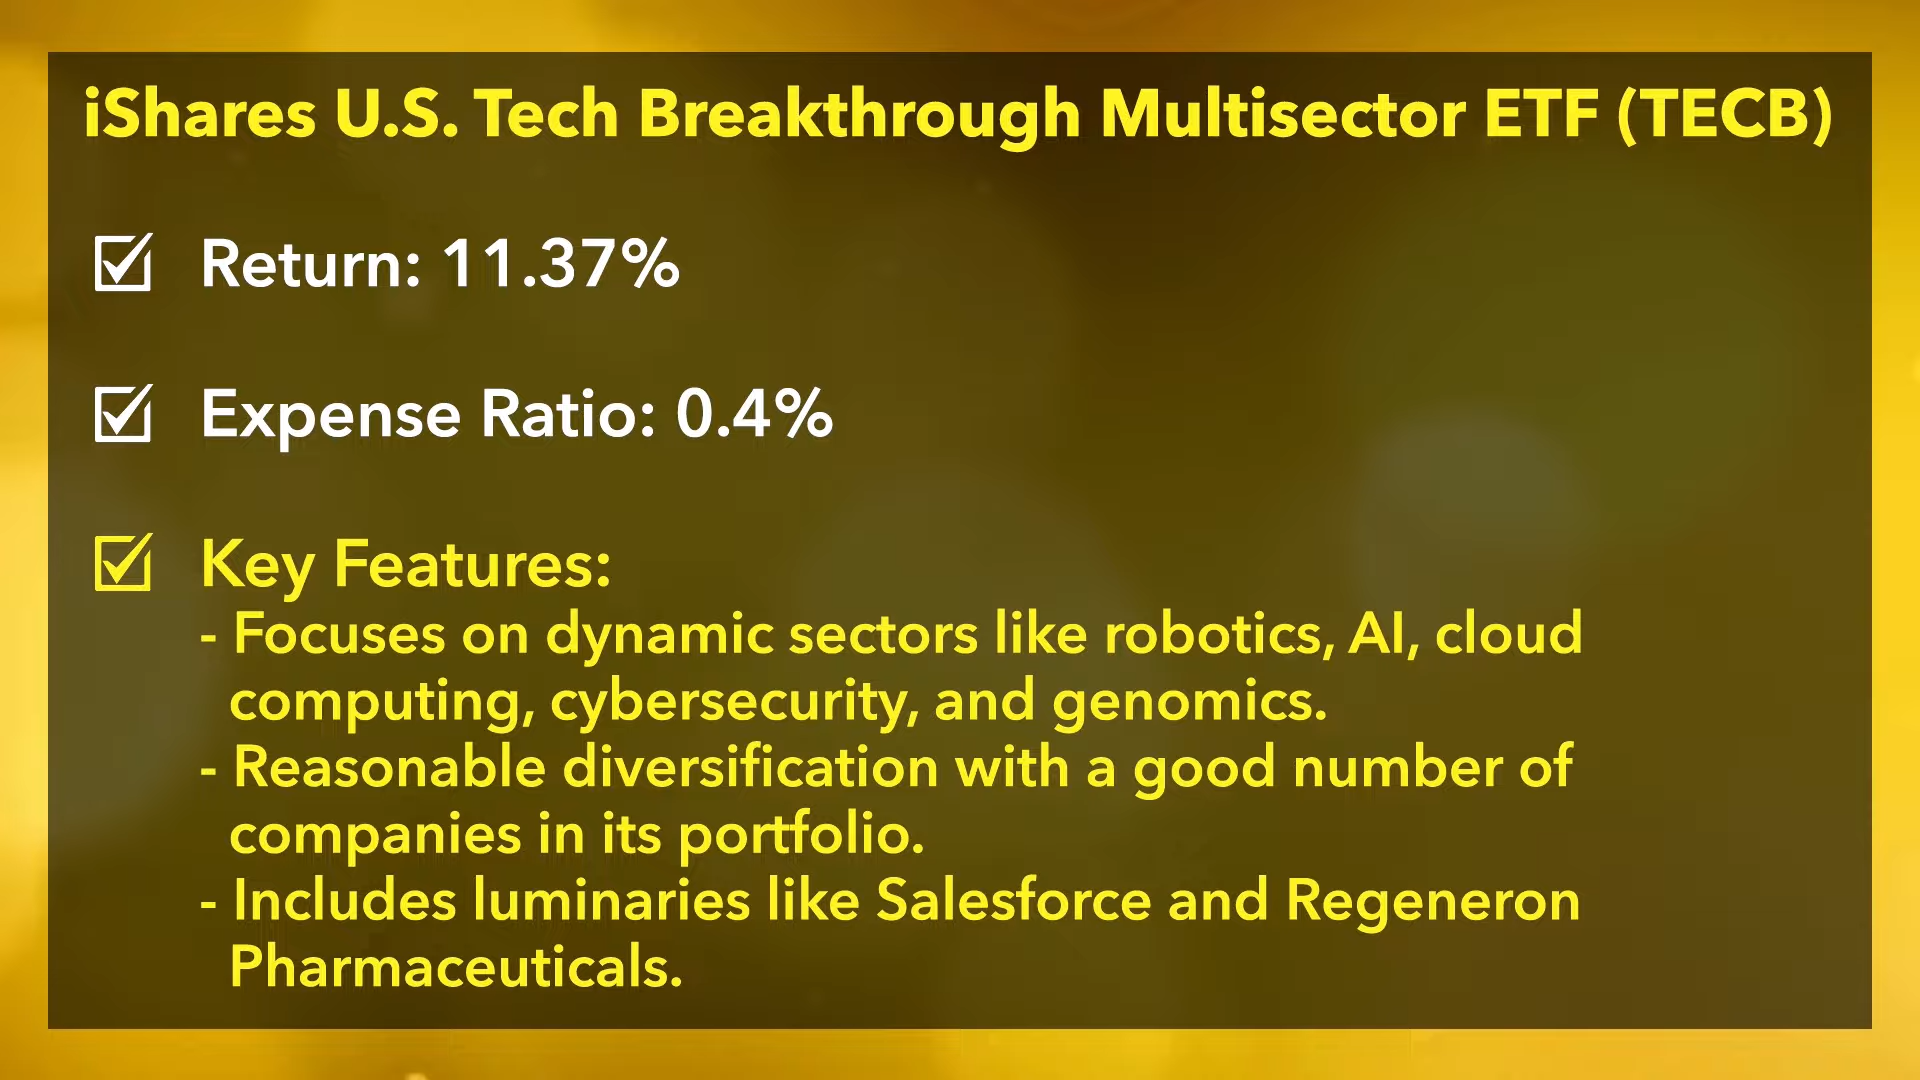 iShares U.S. Tech Breakthrough Multisector ETF (TECB)
Return: 11.37%
Expense Ratio: 0.4%
Key Features:
- Focuses on dynamic sectors like robotics, AI, cloud
computing, cybersecurity, and genomics.
- Reasonable diversification with a good number of
companies in its portfolio.
- Includes luminaries like Salesforce and Regeneron
Pharmaceuticals.